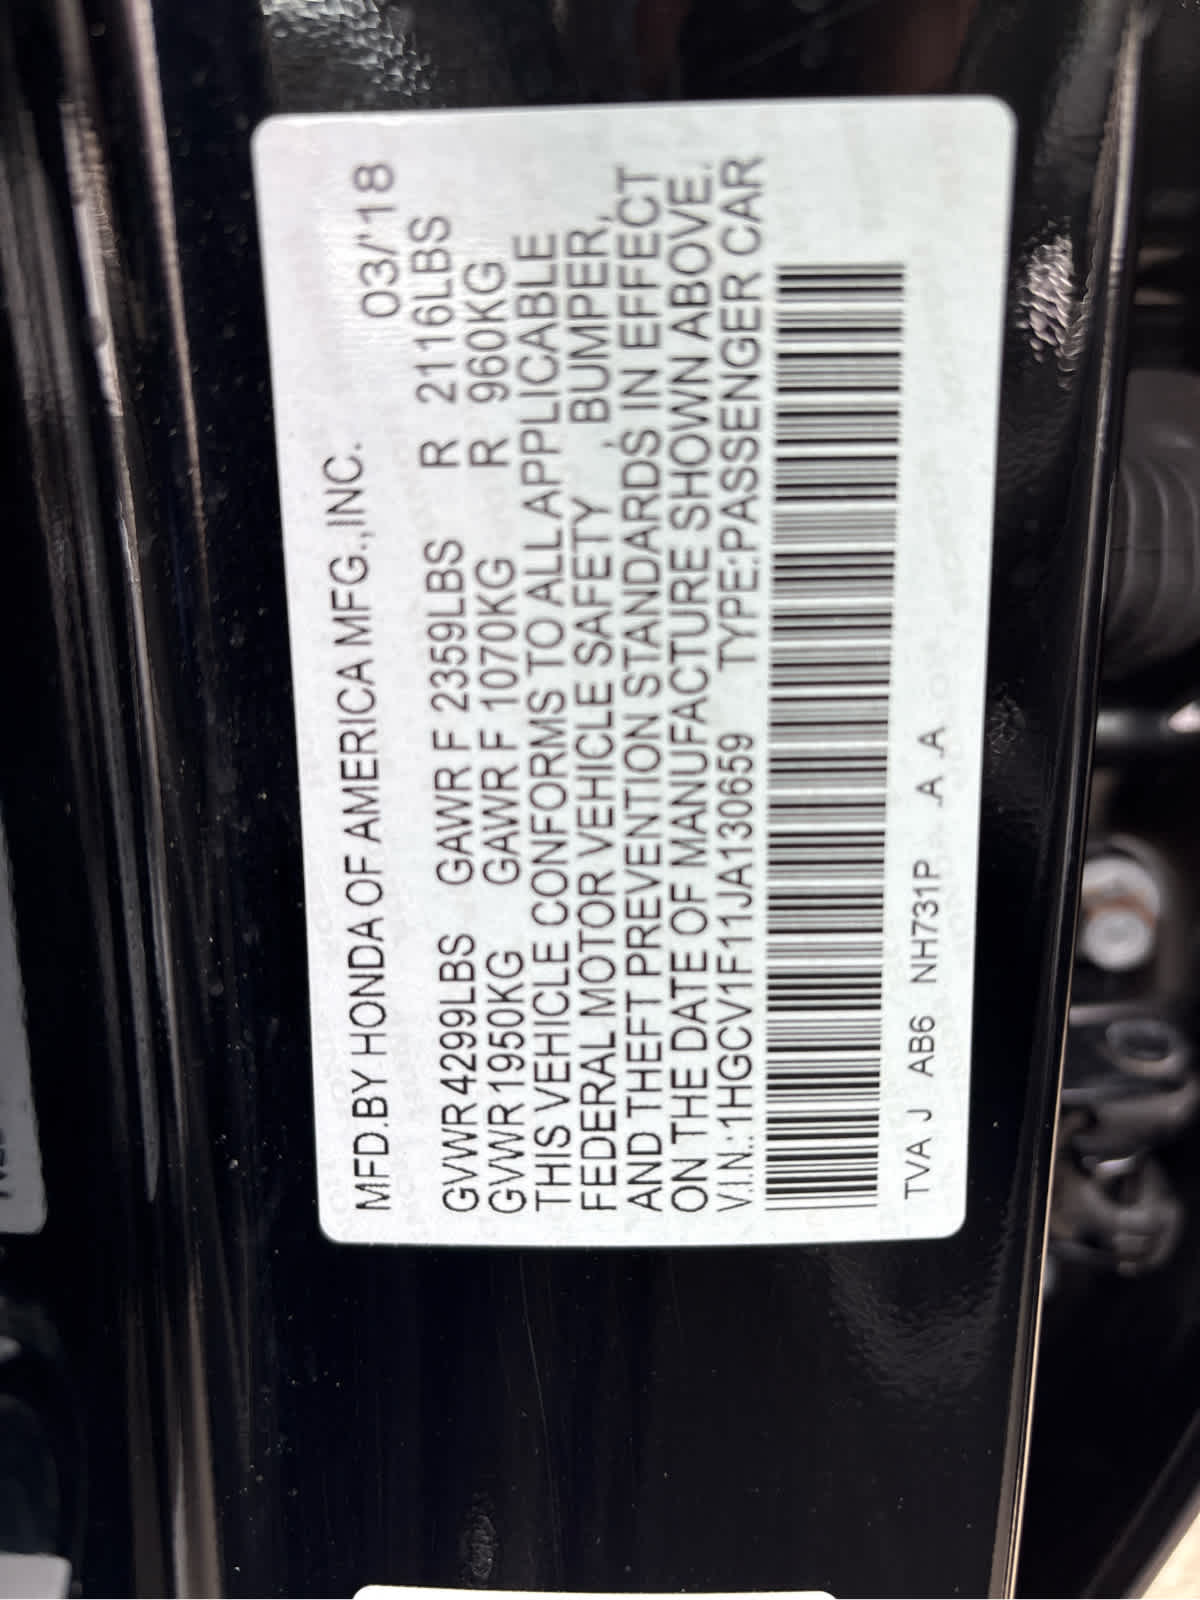 MFD.BY HONDA OF AMERICA MFG.,INC. 03/'18
GVWR 4299LBS GAWR F 2359LBS R 2116LBS
GVWR 1950KG GAWR F 1070KG R 960KG
THIS VEHICLE CONFORMS TO ALL APPLICABLE
FEDERAL MOTOR VEHICLE SAFETY , BUMPER,
AND THEFT PREVENTION STANDARDS IN EFFECT
ON THE DATE OF MANUFACTURE SHOWN ABOVE.
V.I.N.:1HGCV1F11JA130659 TYPE:PASSENGER CAR
TVA J AB6 NH731P .A .A